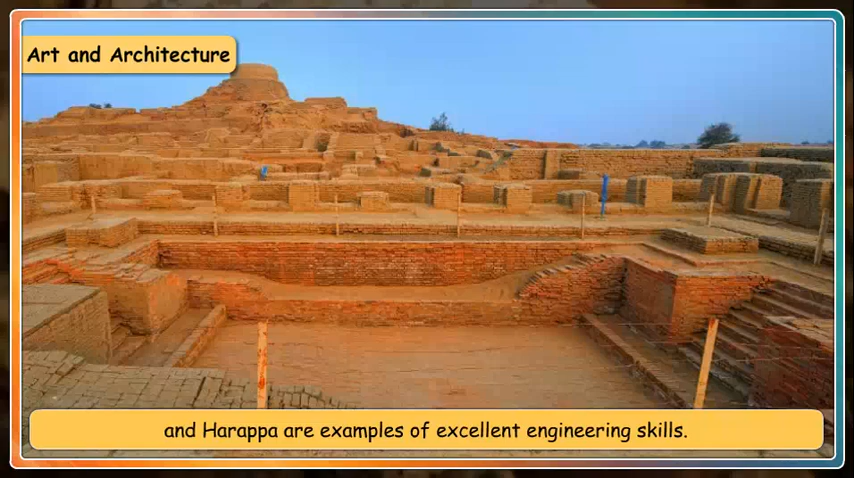 Art and Architecture
and Harappa are examples of excellent engineering skills.